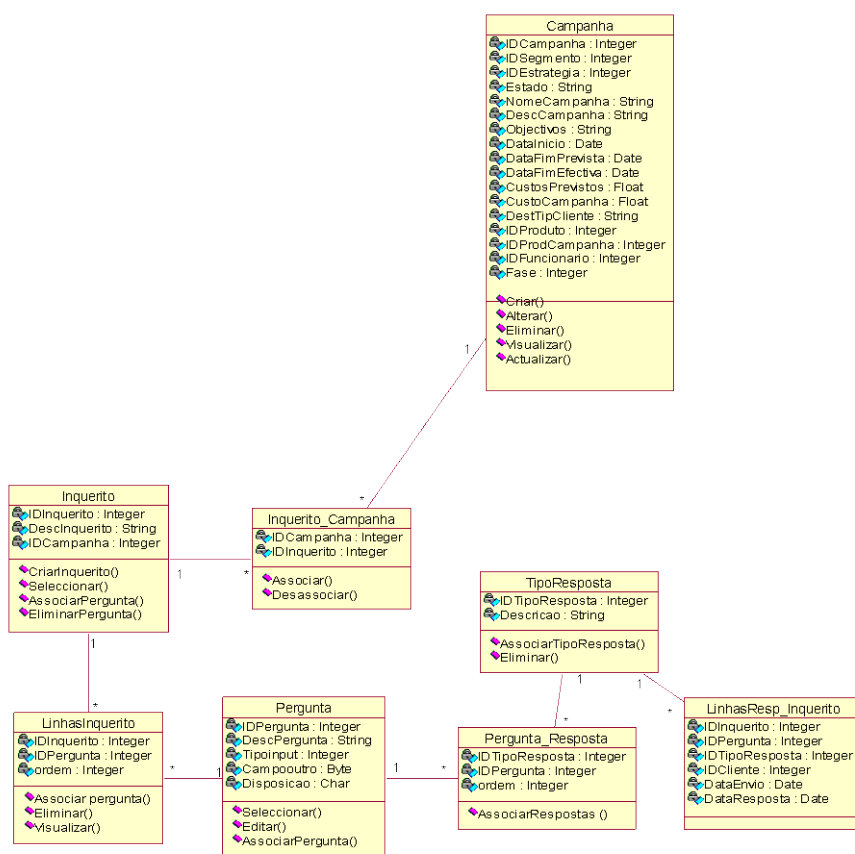 Campanha
IDCampanha : Integer
IDSegmento : Integer
IDEstrategia : Integer
Estado : String
NomeCampanha : String
DescCampanha : String
Objectivos : String
DataInicio : Date
DataFimPrevista : Date
DataFimEfectiva : Date
CustosPrevistos : Float
CustoCampanha : Float
DestTipCliente : String
IDProduto : Integer
IDProdCampanha : Integer
IDFuncionario : Integer
Fase : Integer
Criar()
Alterar()
Eliminar()
Visualizar()
Actualizar()
1
*
Inquerito
IDInquerito : Integer
DescInquerito : String
IDCampanha : Integer
CriarInquerito()
Seleccionar()
AssociarPergunta()
EliminarPergunta()
1
*
Inquerito_Campanha
IDCampanha : Integer
IDInquerito : Integer
Associar()
Desassociar()
TipoResposta
IDTipoResposta : Integer
Descricao : String
AssociarTipoResposta()
Eliminar()
1
*
1
1
*
*
LinhasInquerito
IDInquerito : Integer
IDPergunta : Integer
ordem : Integer
Associar pergunta()
Eliminar()
Visualizar()
*
1
Pergunta
IDPergunta : Integer
DescPergunta : String
Tipoinput : Integer
Campooutro : Byte
Disposicao : Char
Seleccionar()
Editar()
AssociarPergunta()
1
*
Pergunta_Resposta
IDTipoResposta : Integer
IDPergunta : Integer
ordem : Integer
AssociarRespostas ()
LinhasResp_Inquerito
IDInquerito : Integer
IDPergunta : Integer
IDTipoResposta : Integer
IDCliente : Integer
DataEnvio : Date
DataResposta : Date